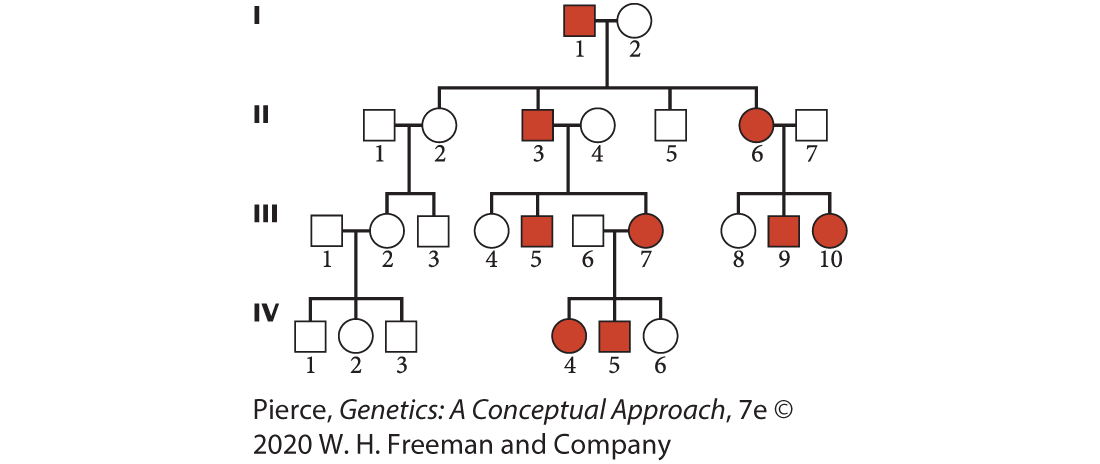 I
1 2
II
1 2 3 4 5 6 7
III
1 2 3 4 5 6 7 8 9 10
IV
1 2 3 4 5 6
Pierce, Genetics: A Conceptual Approach, 7e ©
2020 W. H. Freeman and Company